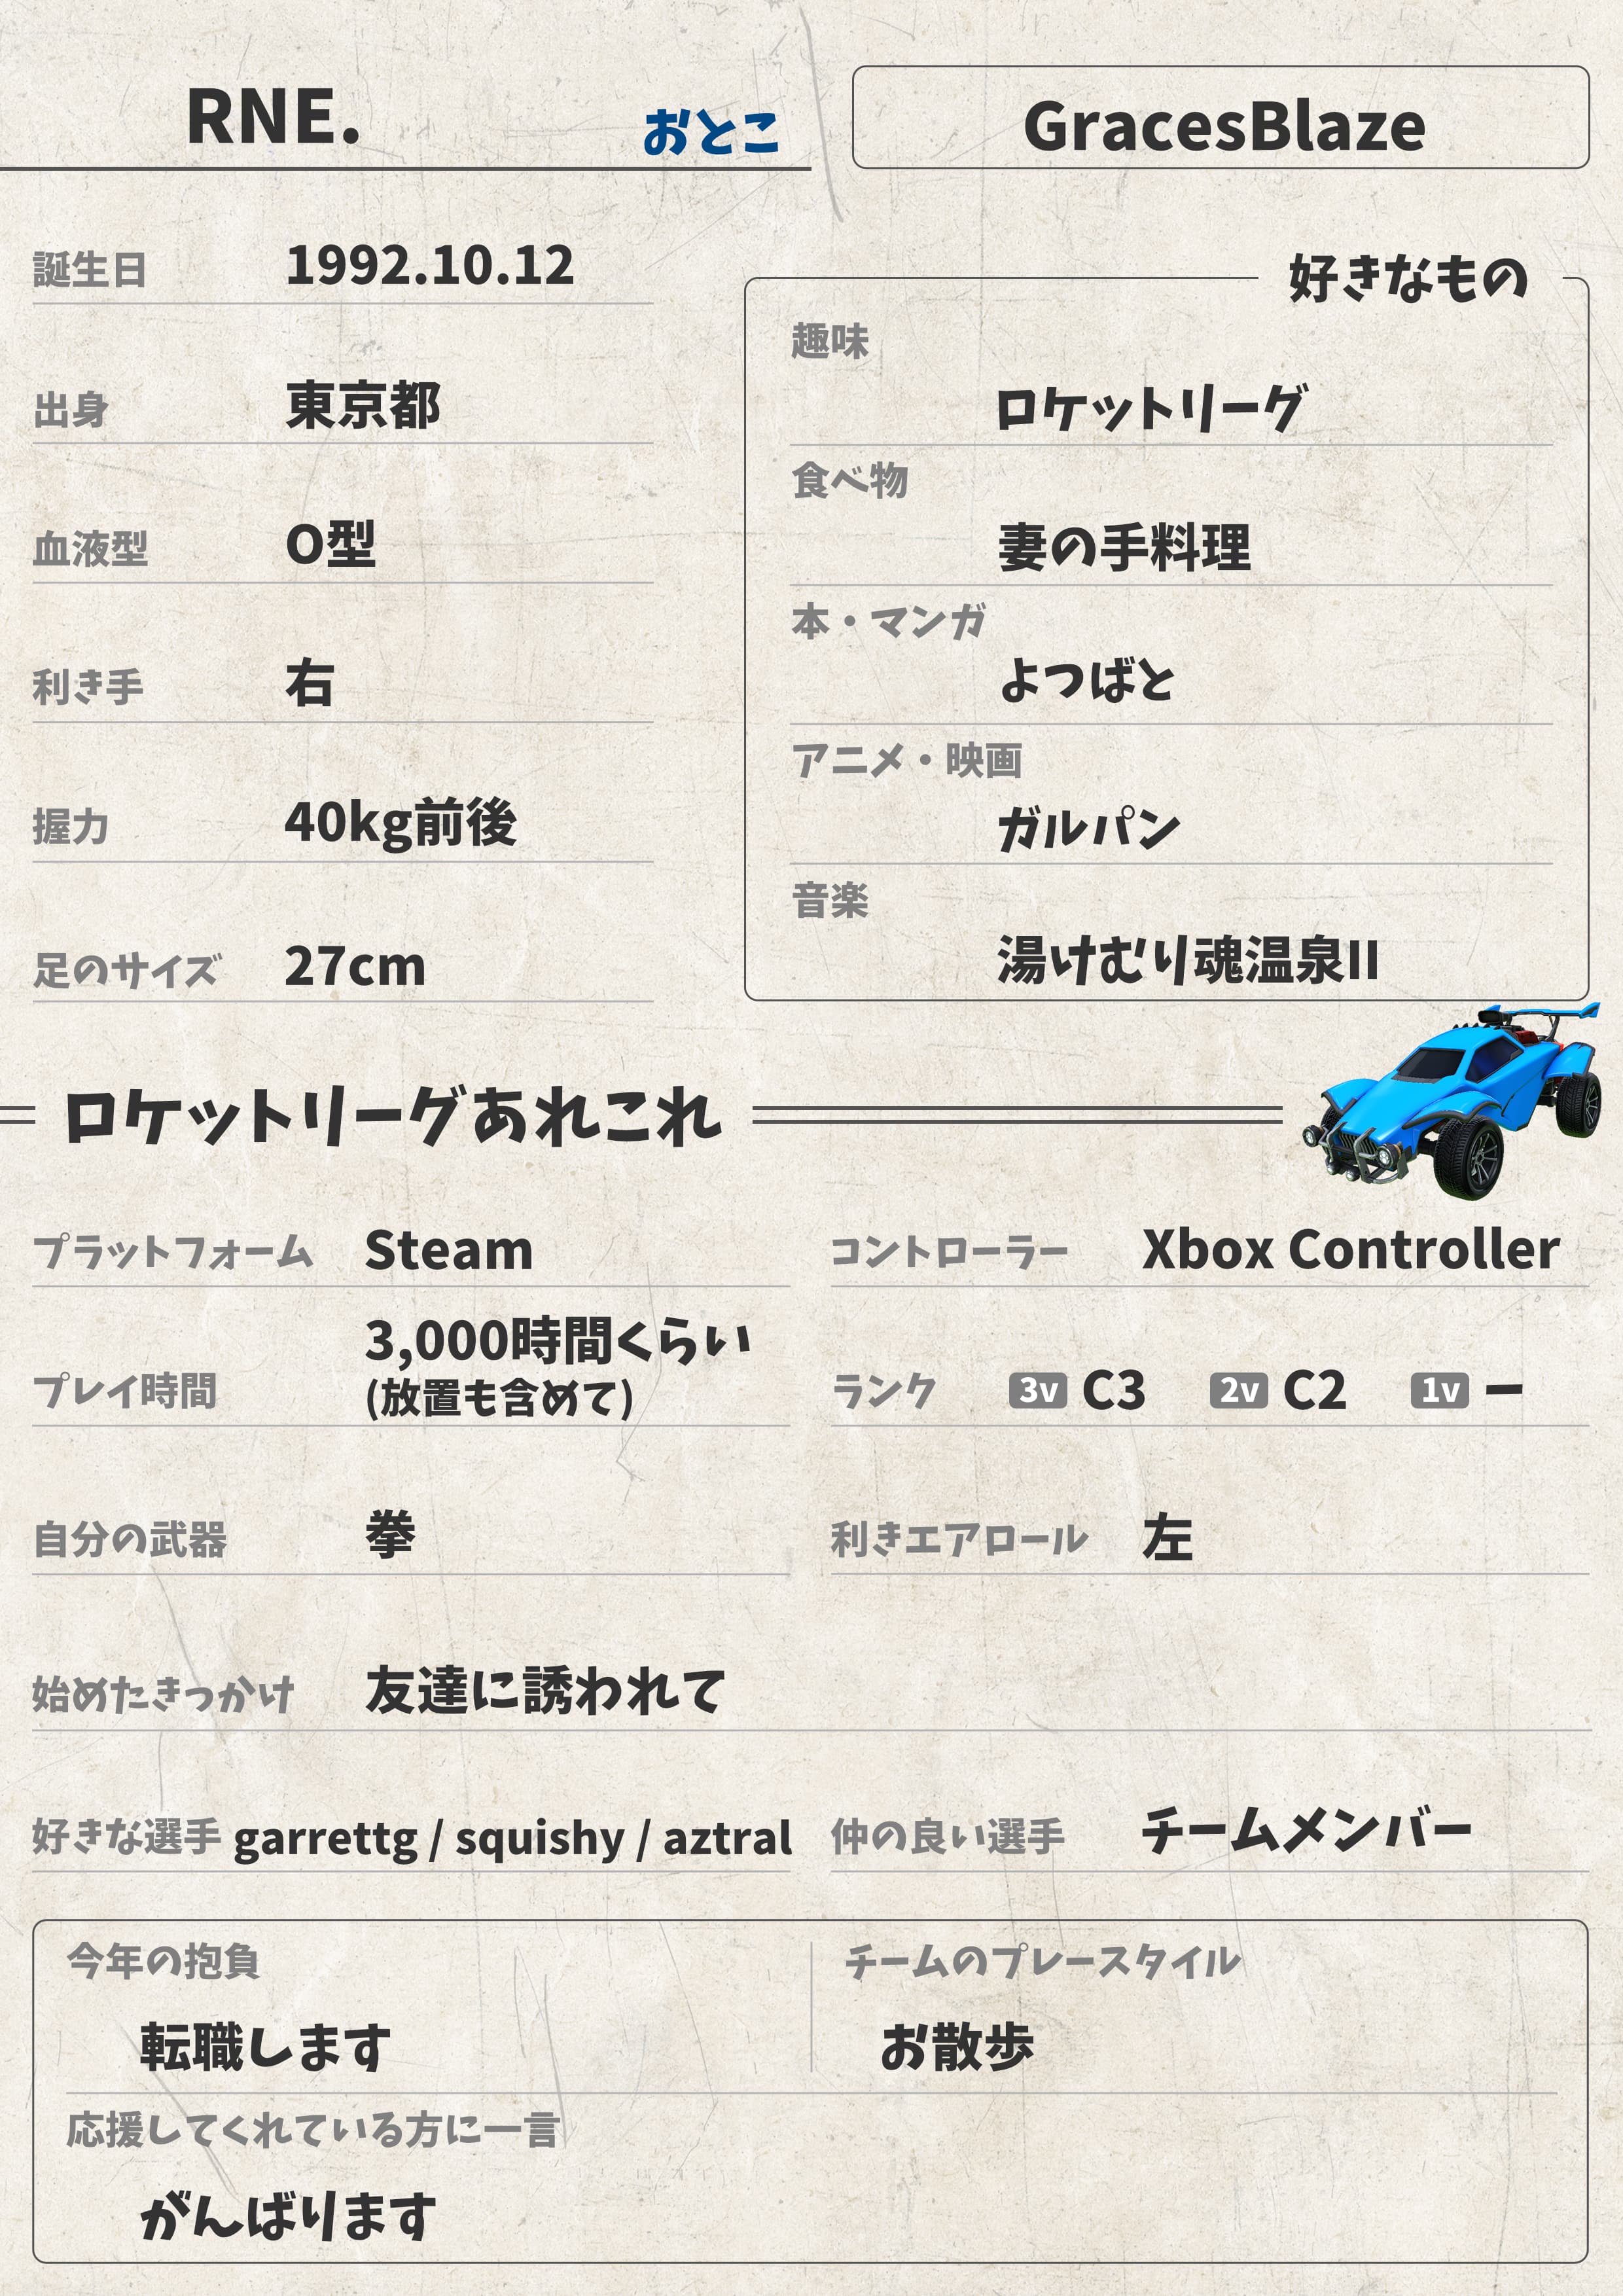 RNE.
おとこ
GracesBlaze
誕生日 1992.10.12
出身 東京都
血液型 O型
利き手 右
握力 40kg前後
足のサイズ 27cm
好きなもの
趣味
ロケットリーグ
食べ物
妻の手料理
本・マンガ
よつばと
アニメ・映画
ガルパン
音楽
湯けむり魂温泉II
ロケットリーグあれこれ
プラットフォーム Steam
コントローラー Xbox Controller
プレイ時間 3,000時間くらい
(放置も含めて)
ランク 3v C3 2v C2 1v ー
自分の武器 拳
利きエアロール 左
始めたきっかけ 友達に誘われて
好きな選手 garrettg / squishy / aztral
仲の良い選手 チームメンバー
今年の抱負
転職します
チームのプレースタイル
お散歩
応援してくれている方に一言
がんばります